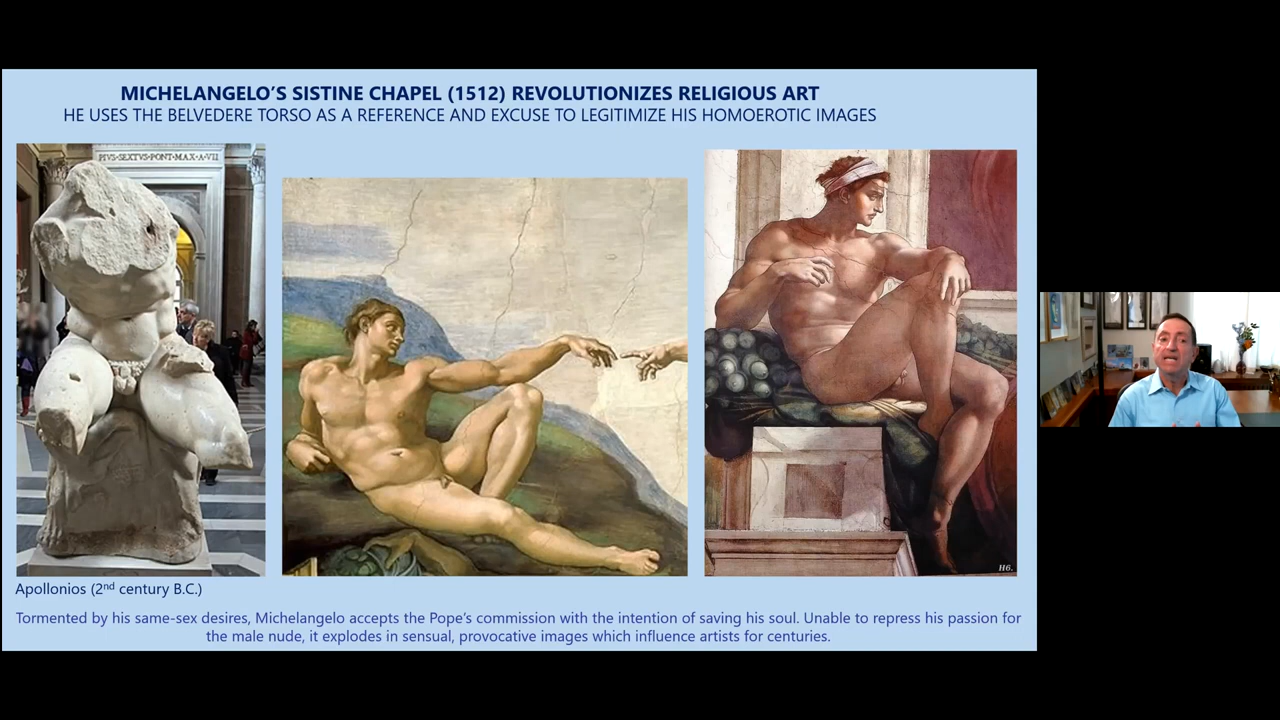 MICHELANGELO'S SISTINE CHAPEL (1512) REVOLUTIONIZES RELIGIOUS ART
HE USES THE BELVEDERE TORSO AS A REFERENCE AND EXCUSE TO LEGITIMIZE HIS HOMOEROTIC IMAGES
PIVS·SEXTVS·PONT·MAX·A·VII
H6.
Apollonios (2nd century B.C.)
Tormented by his same-sex desires, Michelangelo accepts the Pope's commission with the intention of saving his soul. Unable to repress his passion for
the male nude, it explodes in sensual, provocative images which influence artists for centuries.